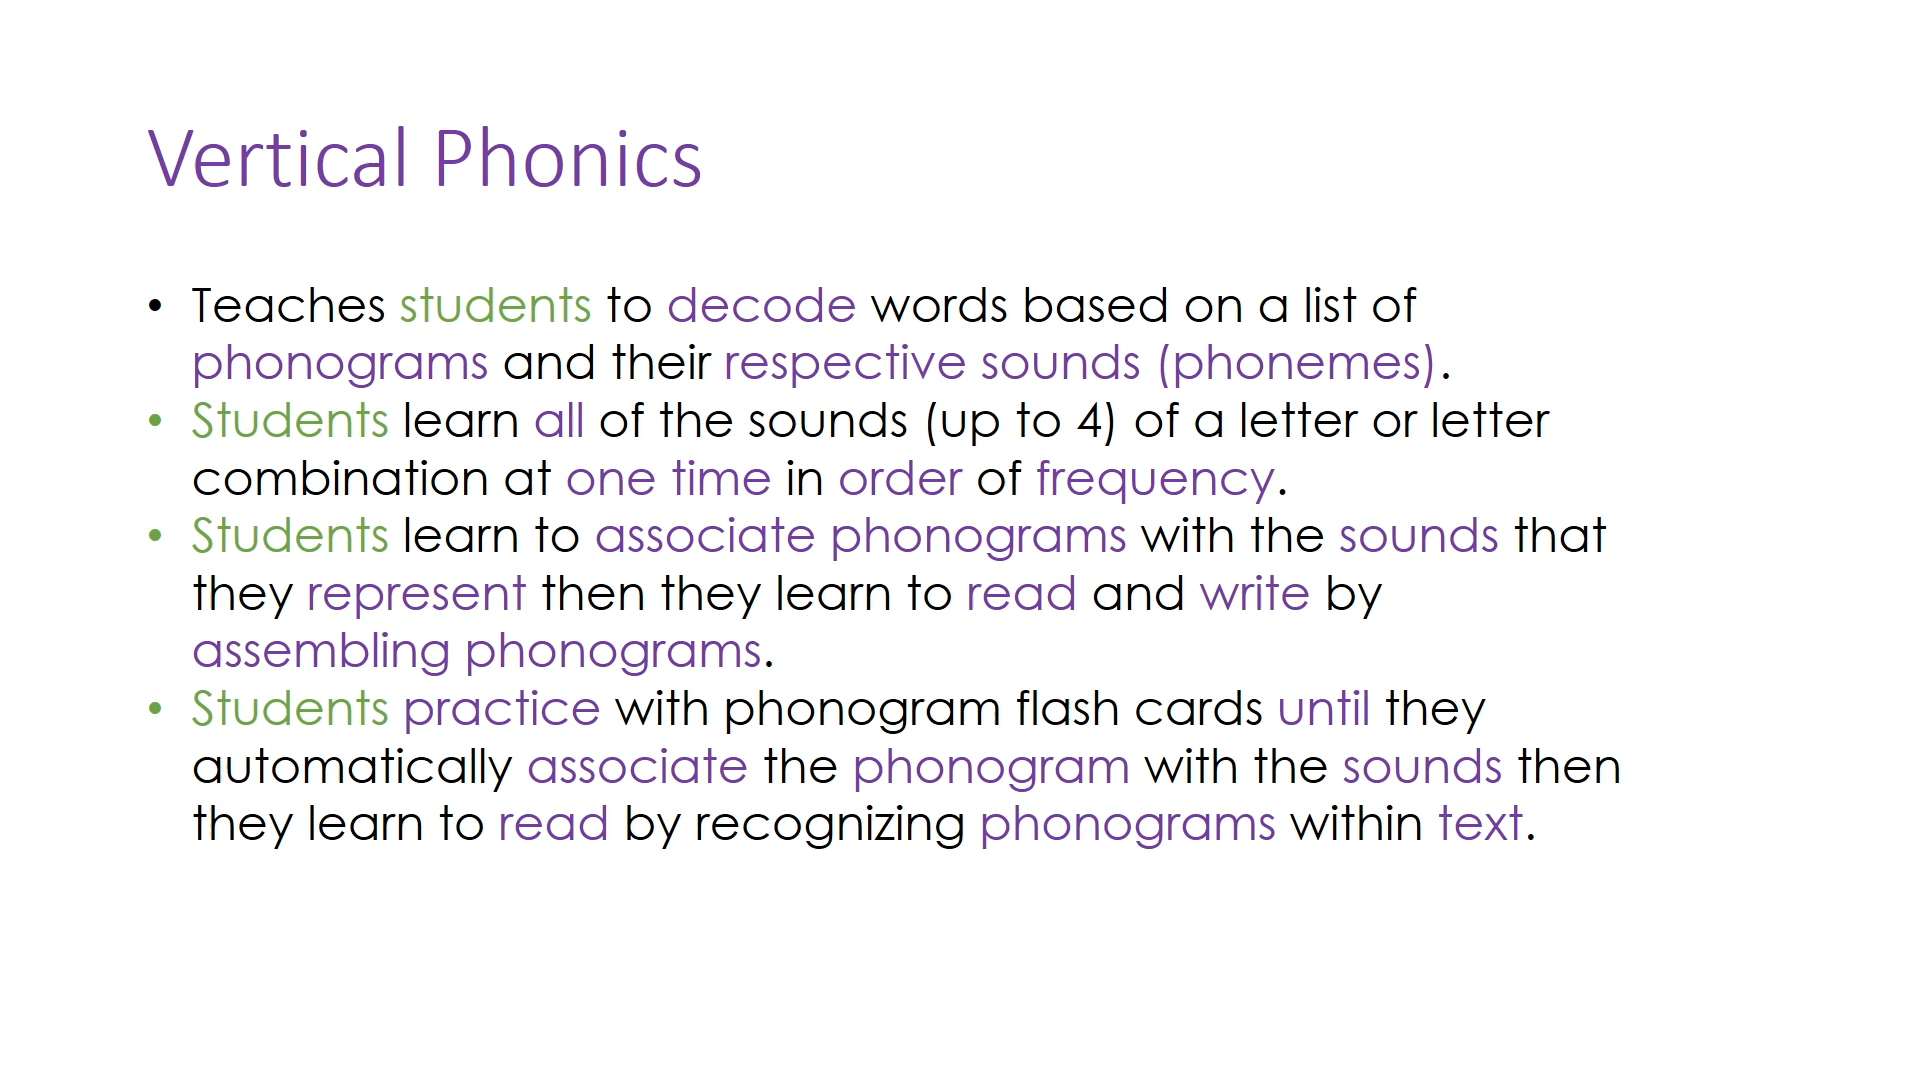 Vertical Phonics
• Teaches students to decode words based on a list of
phonograms and their respective sounds (phonemes).
• Students learn all of the sounds (up to 4) of a letter or letter
combination at one time in order of frequency.
• Students learn to associate phonograms with the sounds that
they represent then they learn to read and write by
assembling phonograms.
• Students practice with phonogram flash cards until they
automatically associate the phonogram with the sounds then
they learn to read by recognizing phonograms within text.